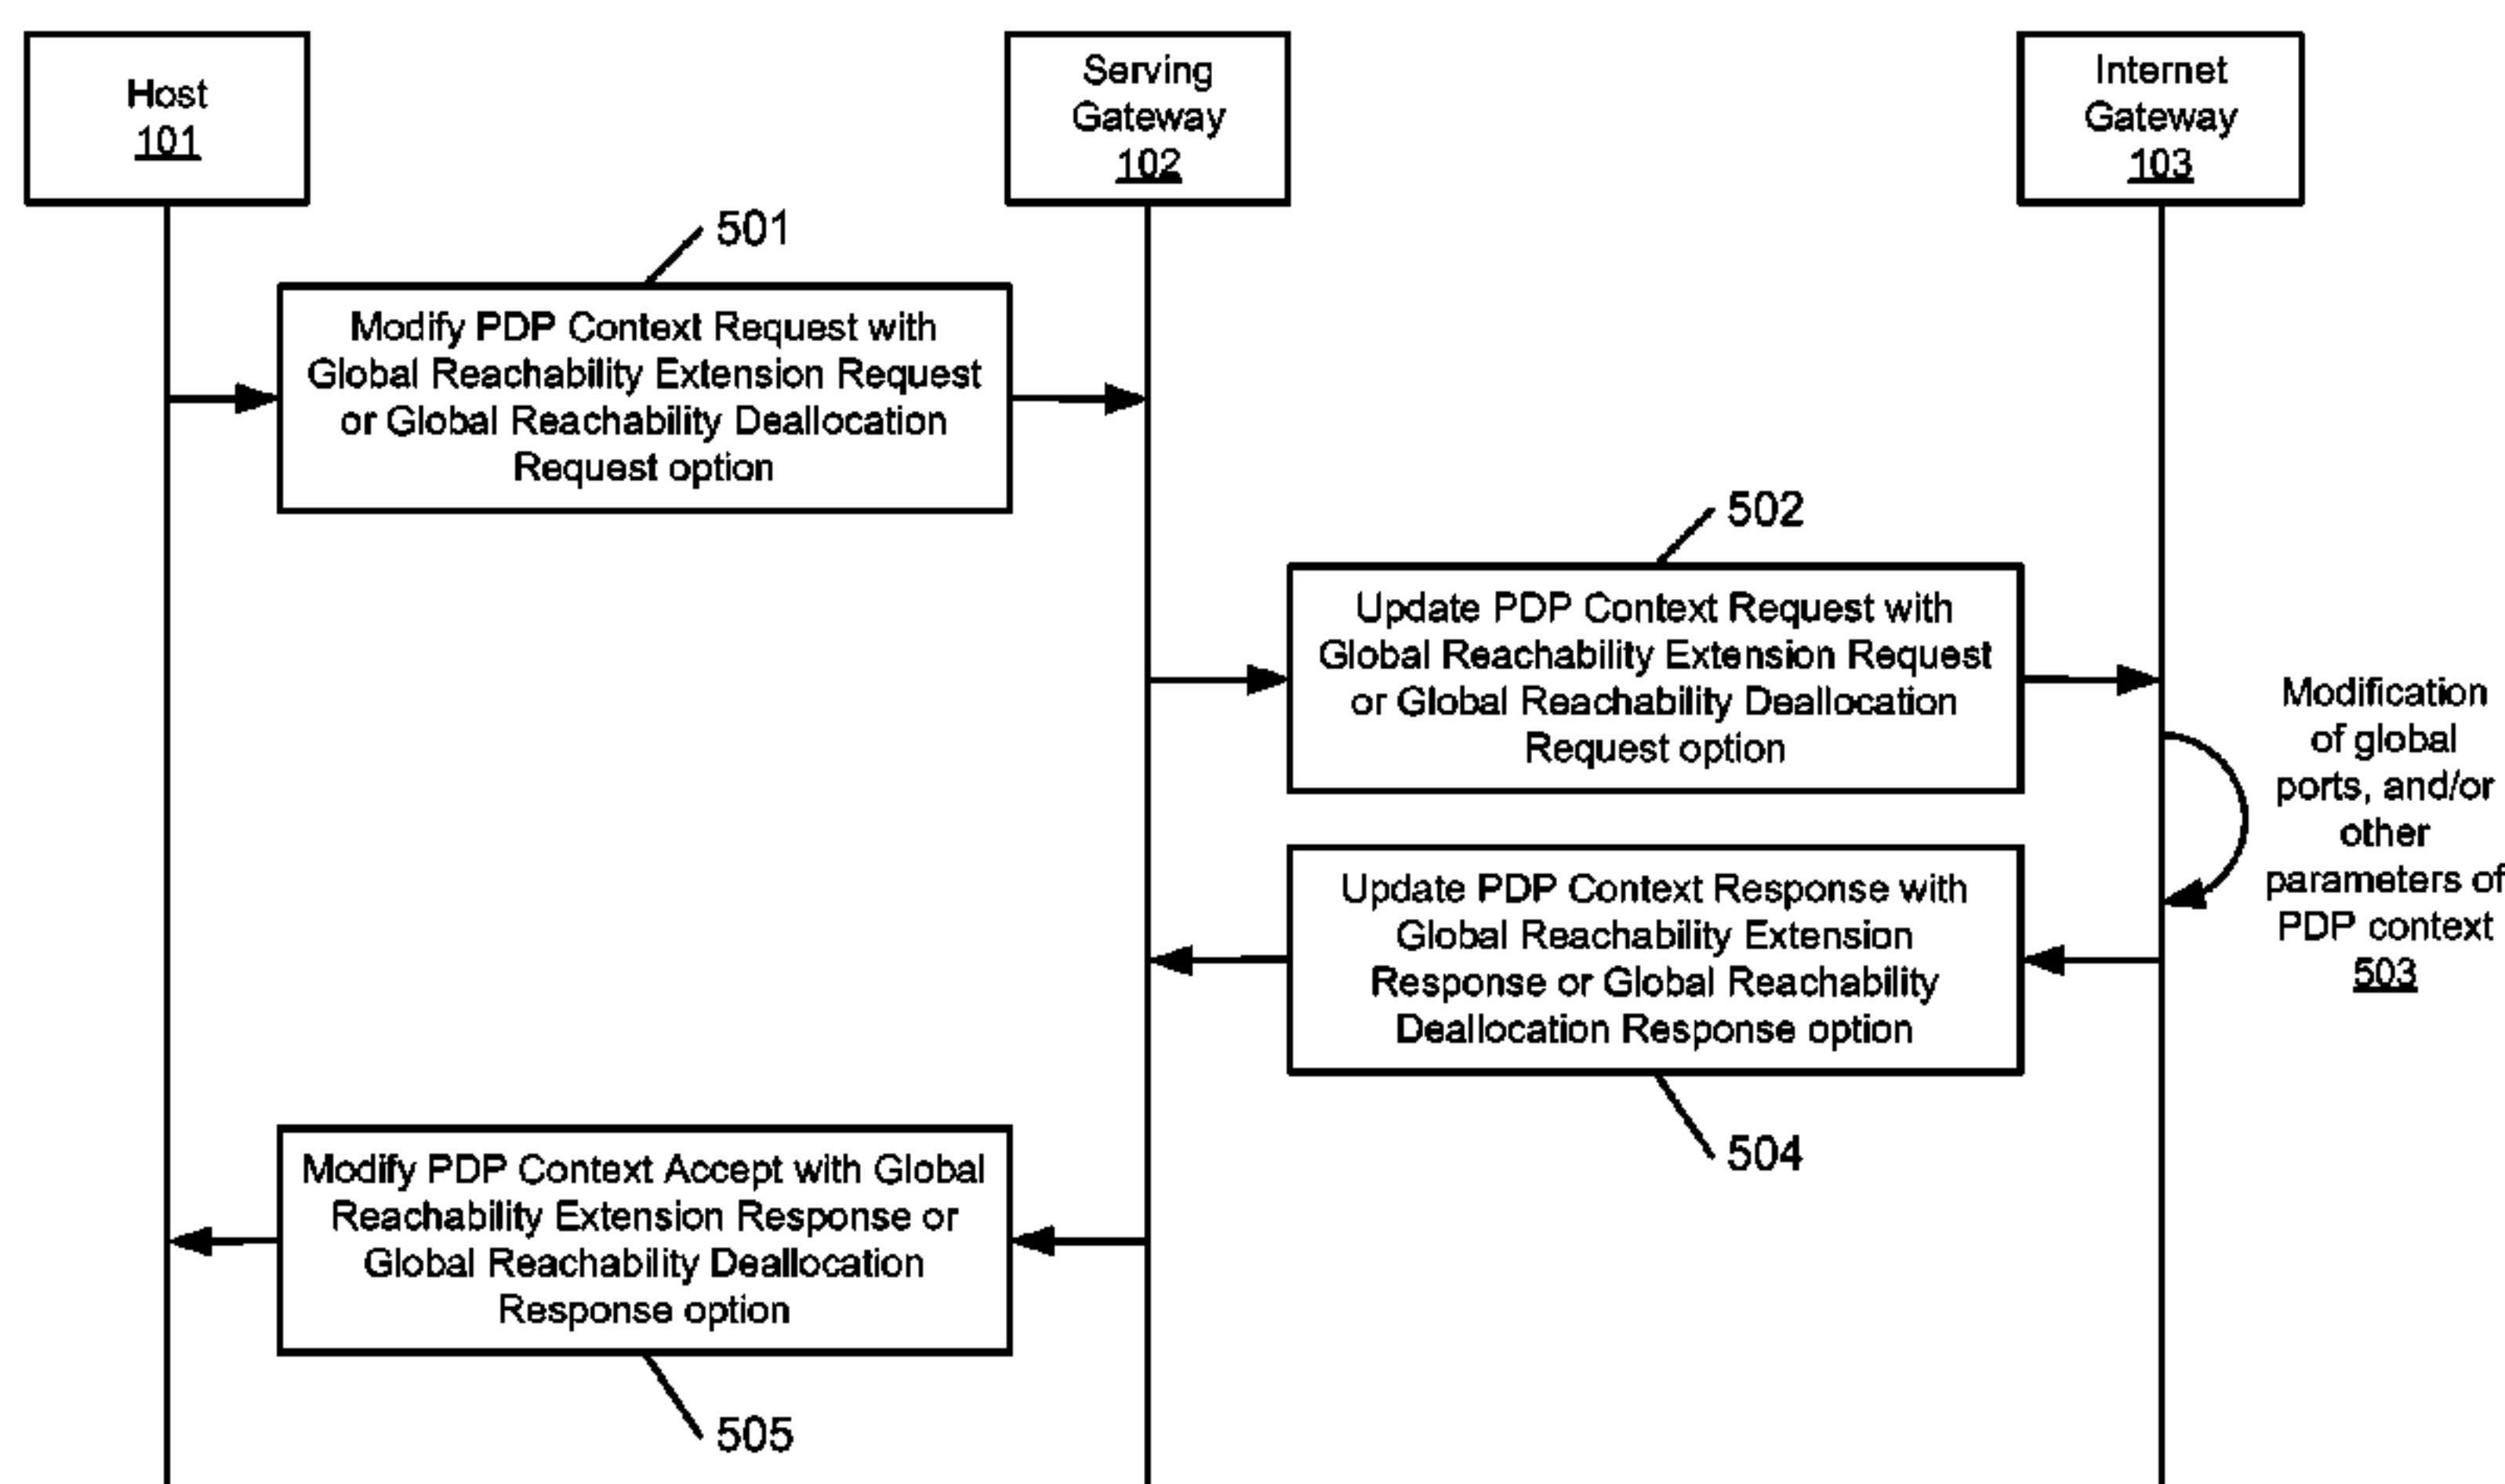 Host
101
Serving
Gateway
102
Internet
Gateway
103
501
Modify PDP Context Request with
Global Reachability Extension Request
or Global Reachability Deallocation
Request option
502
Update PDP Context Request with
Global Reachability Extension Request
or Global Reachability Deallocation
Request option
Modification
of global
ports, and/or
other
parameters of
PDP context
503
Update PDP Context Response with
Global Reachability Extension
Response or Global Reachability
Deallocation Response option
504
Modify PDP Context Accept with Global
Reachability Extension Response or
Global Reachability Deallocation
Response option
505